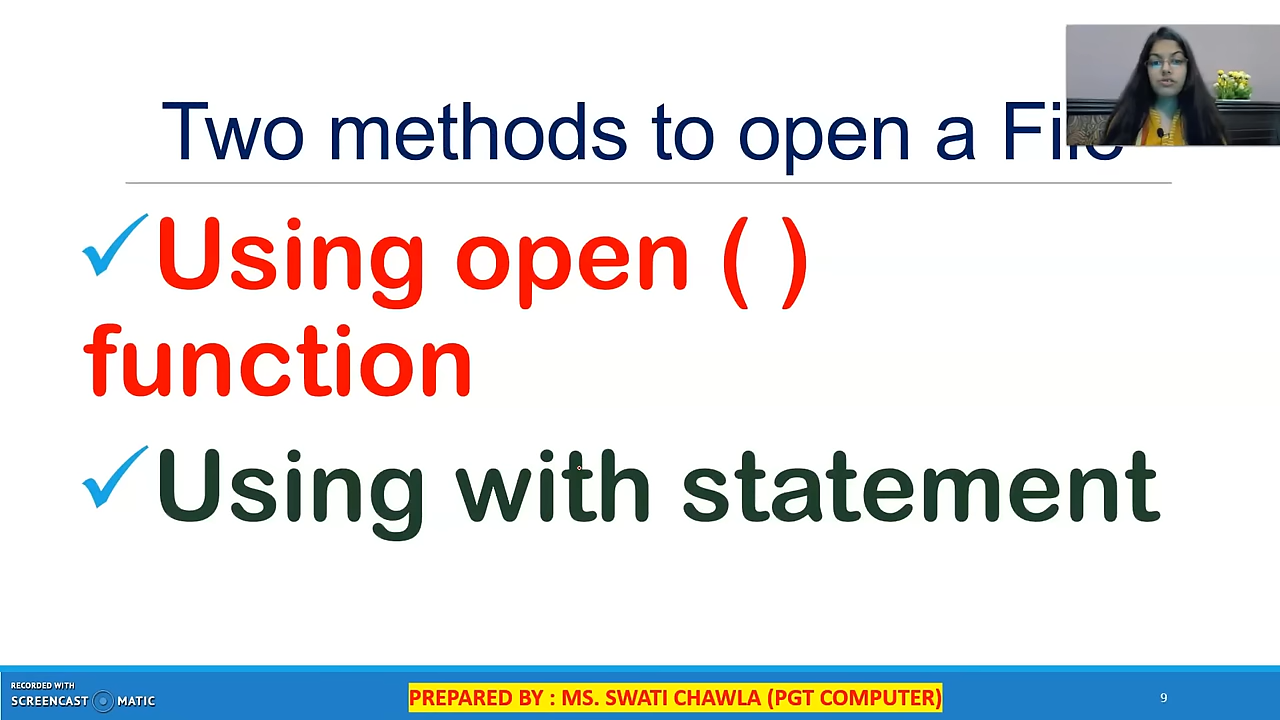 Two methods to open a File
✓Using open ( )
function
✓Using with statement
RECORDED WITH
SCREENCAST MATIC
PREPARED BY : MS. SWATI CHAWLA (PGT COMPUTER)
9